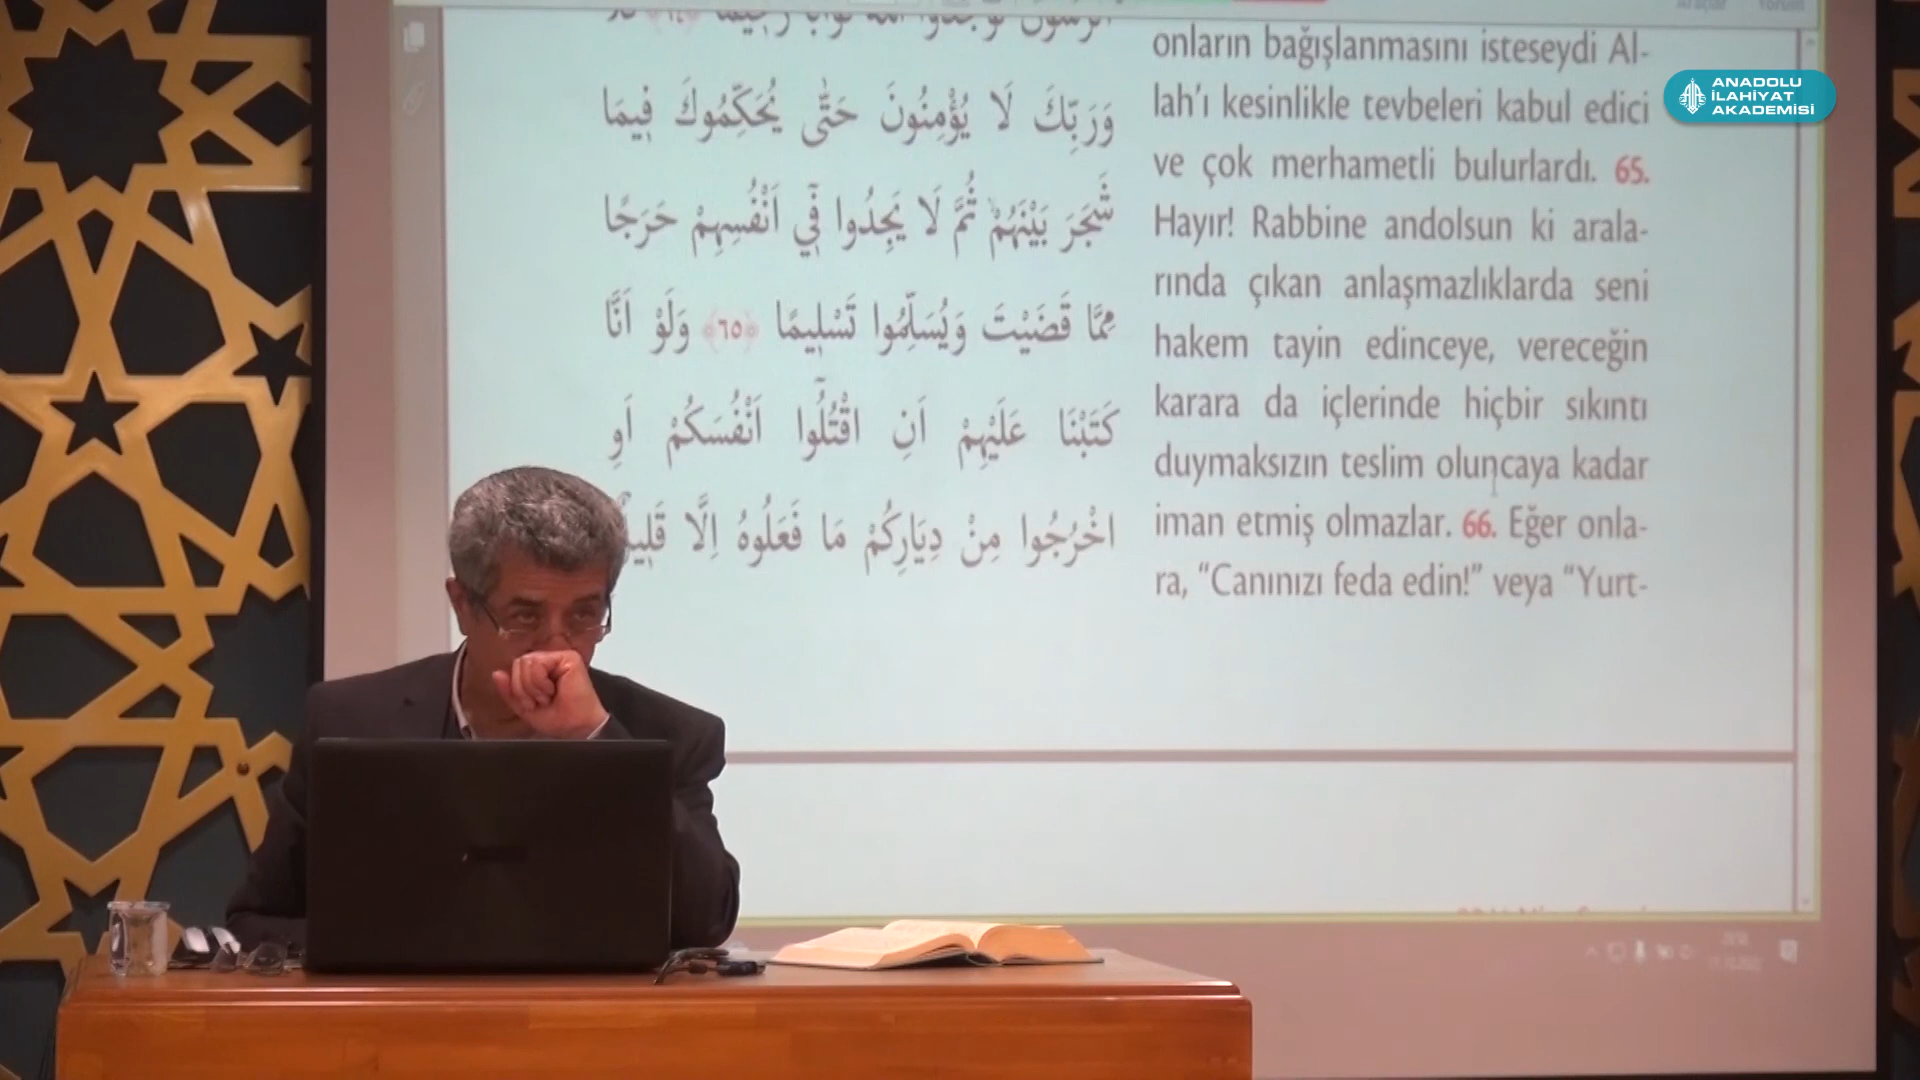 Araçlar Yorum
ANADOLU
İLAHİYAT
AKADEMİSİ
وَرَبِّكَ لَا يُؤْمِنُونَ حَتّٰى يُحَكِّمُوكَ ف۪يمَا
شَجَرَ بَيْنَهُمْ ثُمَّ لَا يَجِدُوا ف۪ٓي اَنْفُسِهِمْ حَرَجًا
مِمَّا قَضَيْتَ وَيُسَلِّمُوا تَسْل۪يمًا ﴿٦٥﴾ وَلَوْ اَنَّا
كَتَبْنَا عَلَيْهِمْ اَنِ اقْتُلُٓوا اَنْفُسَكُمْ اَوِ
اخْرُجُوا مِنْ دِيَارِكُمْ مَا فَعَلُوهُ اِلَّا
onların bağışlanmasını isteseydi Al-
lah’ı kesinlikle tevbeleri kabul edici
ve çok merhametli bulurlardı. 65.
Hayır! Rabbine andolsun ki arala-
rında çıkan anlaşmazlıklarda seni
hakem tayin edinceye, vereceğin
karara da içlerinde hiçbir sıkıntı
duymaksızın teslim oluncaya kadar
iman etmiş olmazlar. 66. Eğer onla-
ra, “Canınızı feda edin!” veya “Yurt-